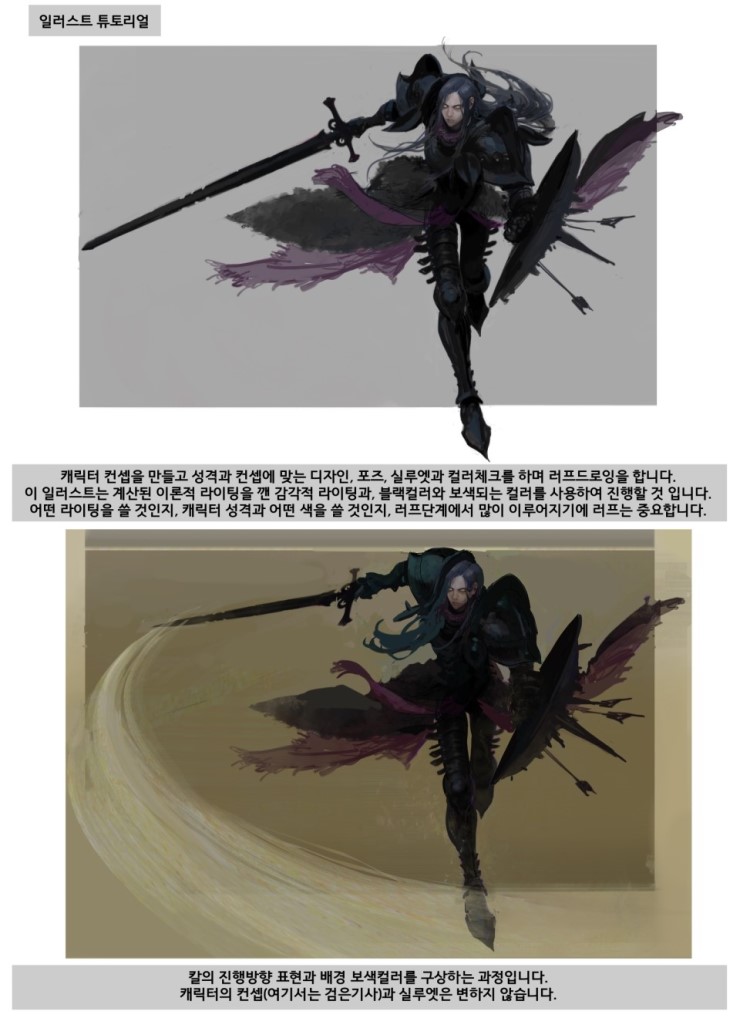 일러스트 튜토리얼
캐릭터 컨셉을 만들고 성격과 컨셉에 맞는 디자인, 포즈, 실루엣과 컬러체크를 하며 러프드로잉을 합니다.
이 일러스트는 계산된 이론적 라이팅을 깬 감각적 라이팅과, 블랙컬러와 보색되는 컬러를 사용하여 진행할 것 입니다.
어떤 라이팅을 쓸 것인지, 캐릭터 성격과 어떤 색을 쓸 것인지, 러프단계에서 많이 이루어지기에 러프는 중요합니다.
칼의 진행방향 표현과 배경 보색컬러를 구상하는 과정입니다.
캐릭터의 컨셉(여기서는 검은기사)과 실루엣은 변하지 않습니다.